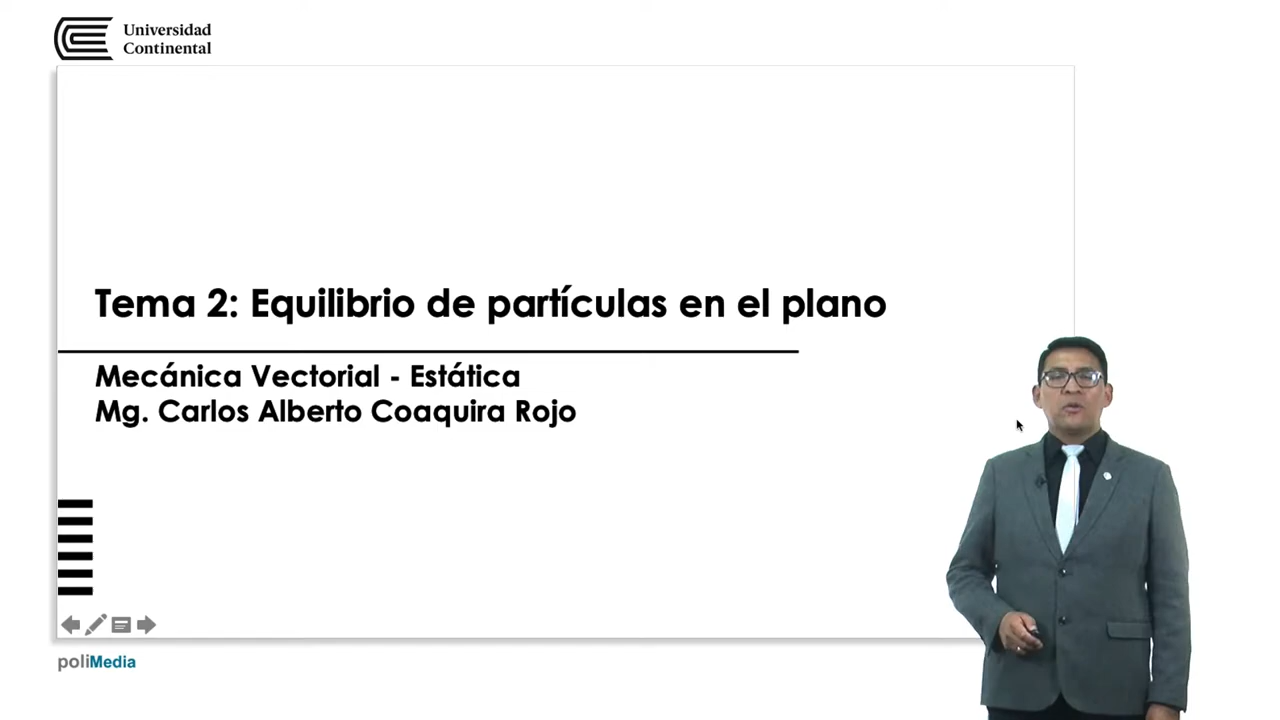 Universidad
Continental
Tema 2: Equilibrio de partículas en el plano
Mecánica Vectorial - Estática
Mg. Carlos Alberto Coaquira Rojo
poliMedia